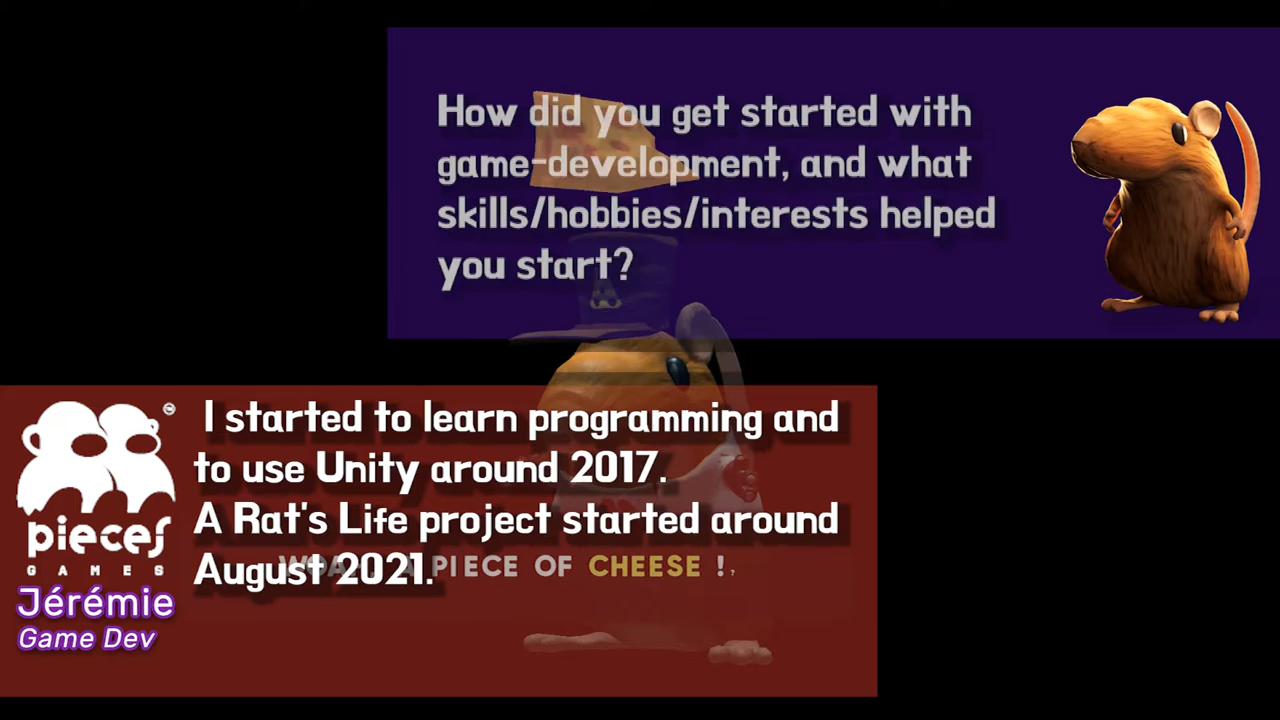 How did you get started with
game-development, and what
skills/hobbies/interests helped
you start?
I started to learn programming and
to use Unity around 2017.
A Rat's Life project started around
August 2021.
PIECE OF CHEESE !
pieces
GAMES
Jérémie
Game Dev